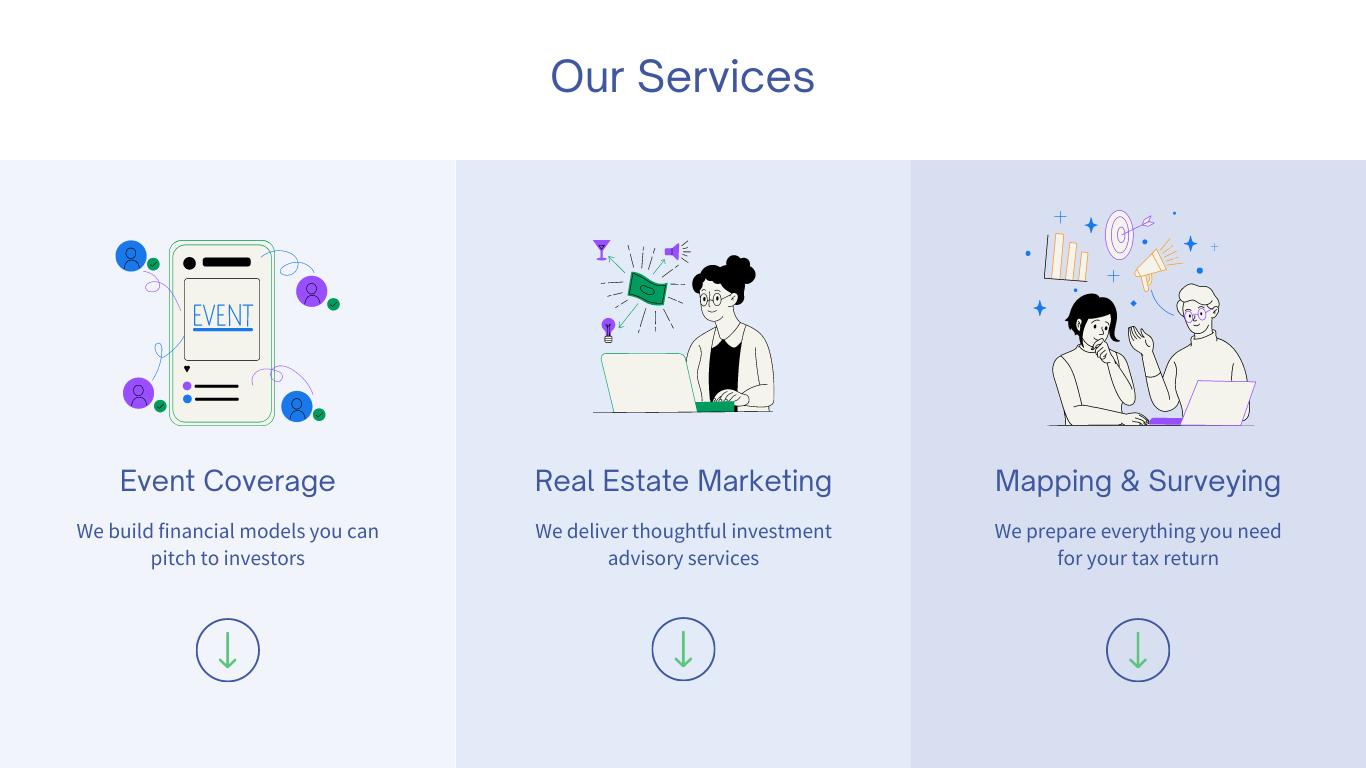 Our Services
EVENT
Event Coverage
We build financial models you can
pitch to investors
Real Estate Marketing
We deliver thoughtful investment
advisory services
Mapping & Surveying
We prepare everything you need
for your tax return